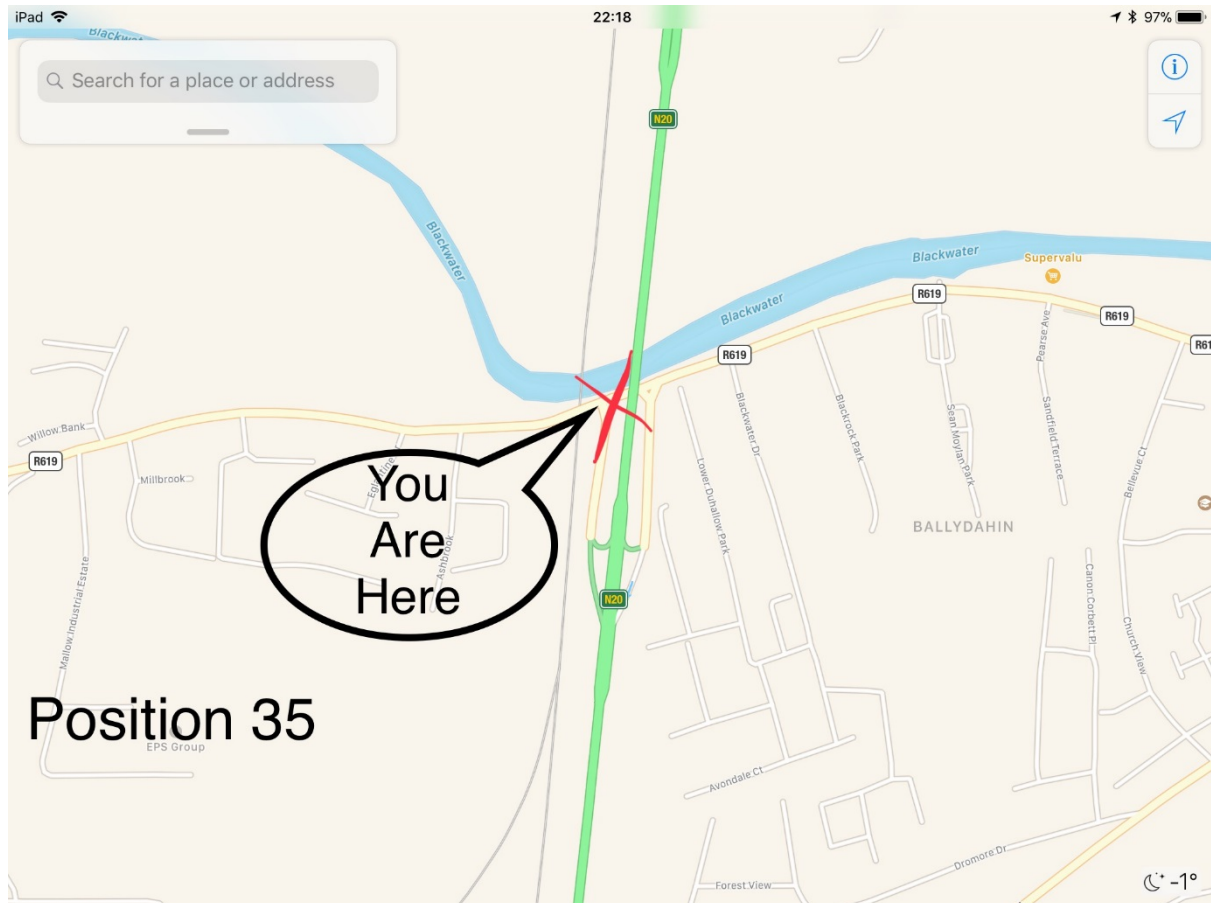 iPad
22:18
97%
Search for a place or address
N20
Blackwater
Blackwater
Blackwater
Supervalu
R619
R619
R619
R61
Pearse Ave
Blackwater Dr
Blackrock Park
Sean Moylan Park
Sandfield Terrace
Bellevue Ct
Willow Bank
R619
Millbrook
Lower Duhallow Park
BALLYDAHIN
You
Are
Here
Ashbrook
N20
Mallow Industrial Estate
Canon Corbett Pl
Church View
Position 35
EPS Group
Avondale Ct
Dromore Dr
Forest View
-1°